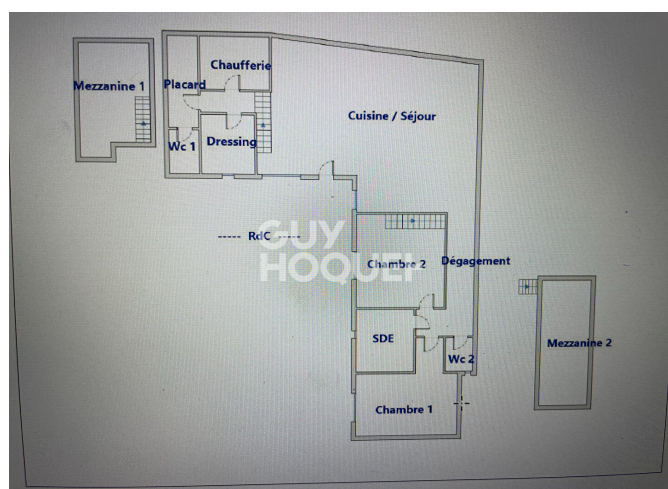 Chaufferie
Mezzanine 1
Placard
Cuisine / Séjour
Wc 1
Dressing
RdC
GUY
HOQUET
Chambre 2
Dégagement
SDE
Mezzanine 2
Wc 2
Chambre 1